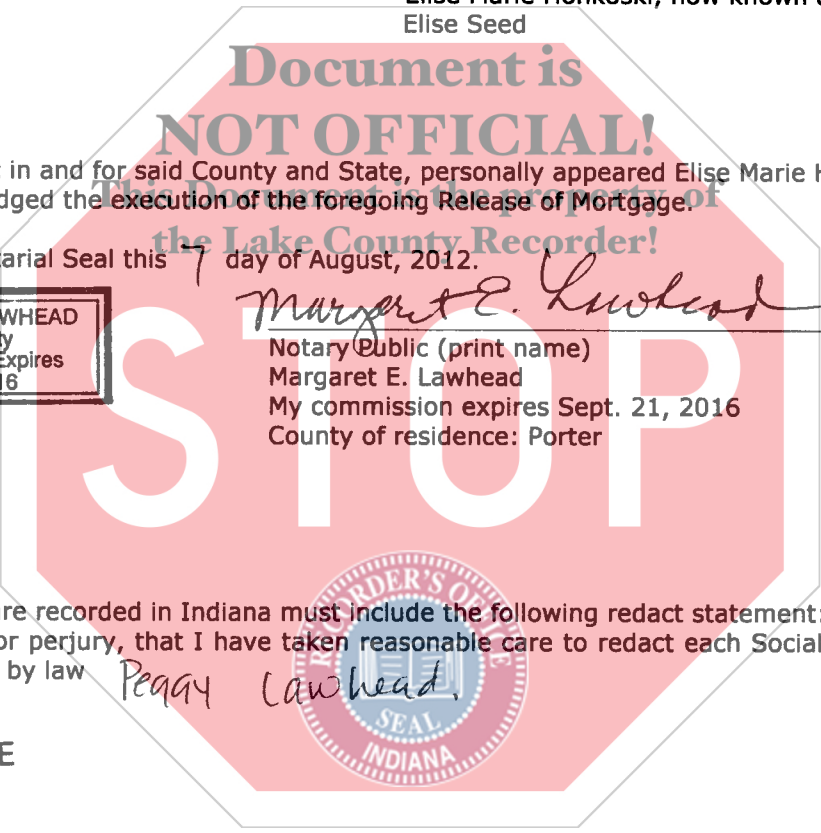 Elise Seed
Document is
NOT OFFICIAL!
in and for said County and State, personally appeared Elise Marie H
dged the execution of the foregoing Release of Mortgage.
This Document is the property of
the Lake County Recorder!
arial Seal this 7 day of August, 2012.
Margaret E. Lawhead
WHEAD
ty
Expires
16
Notary Public (print name)
Margaret E. Lawhead
My commission expires Sept. 21, 2016
County of residence: Porter
STOP
re recorded in Indiana must include the following redact statement:
or perjury, that I have taken reasonable care to redact each Social
by law Peggy Lawhead.
RECORDER'S OFFICE
SEAL
INDIANA
E